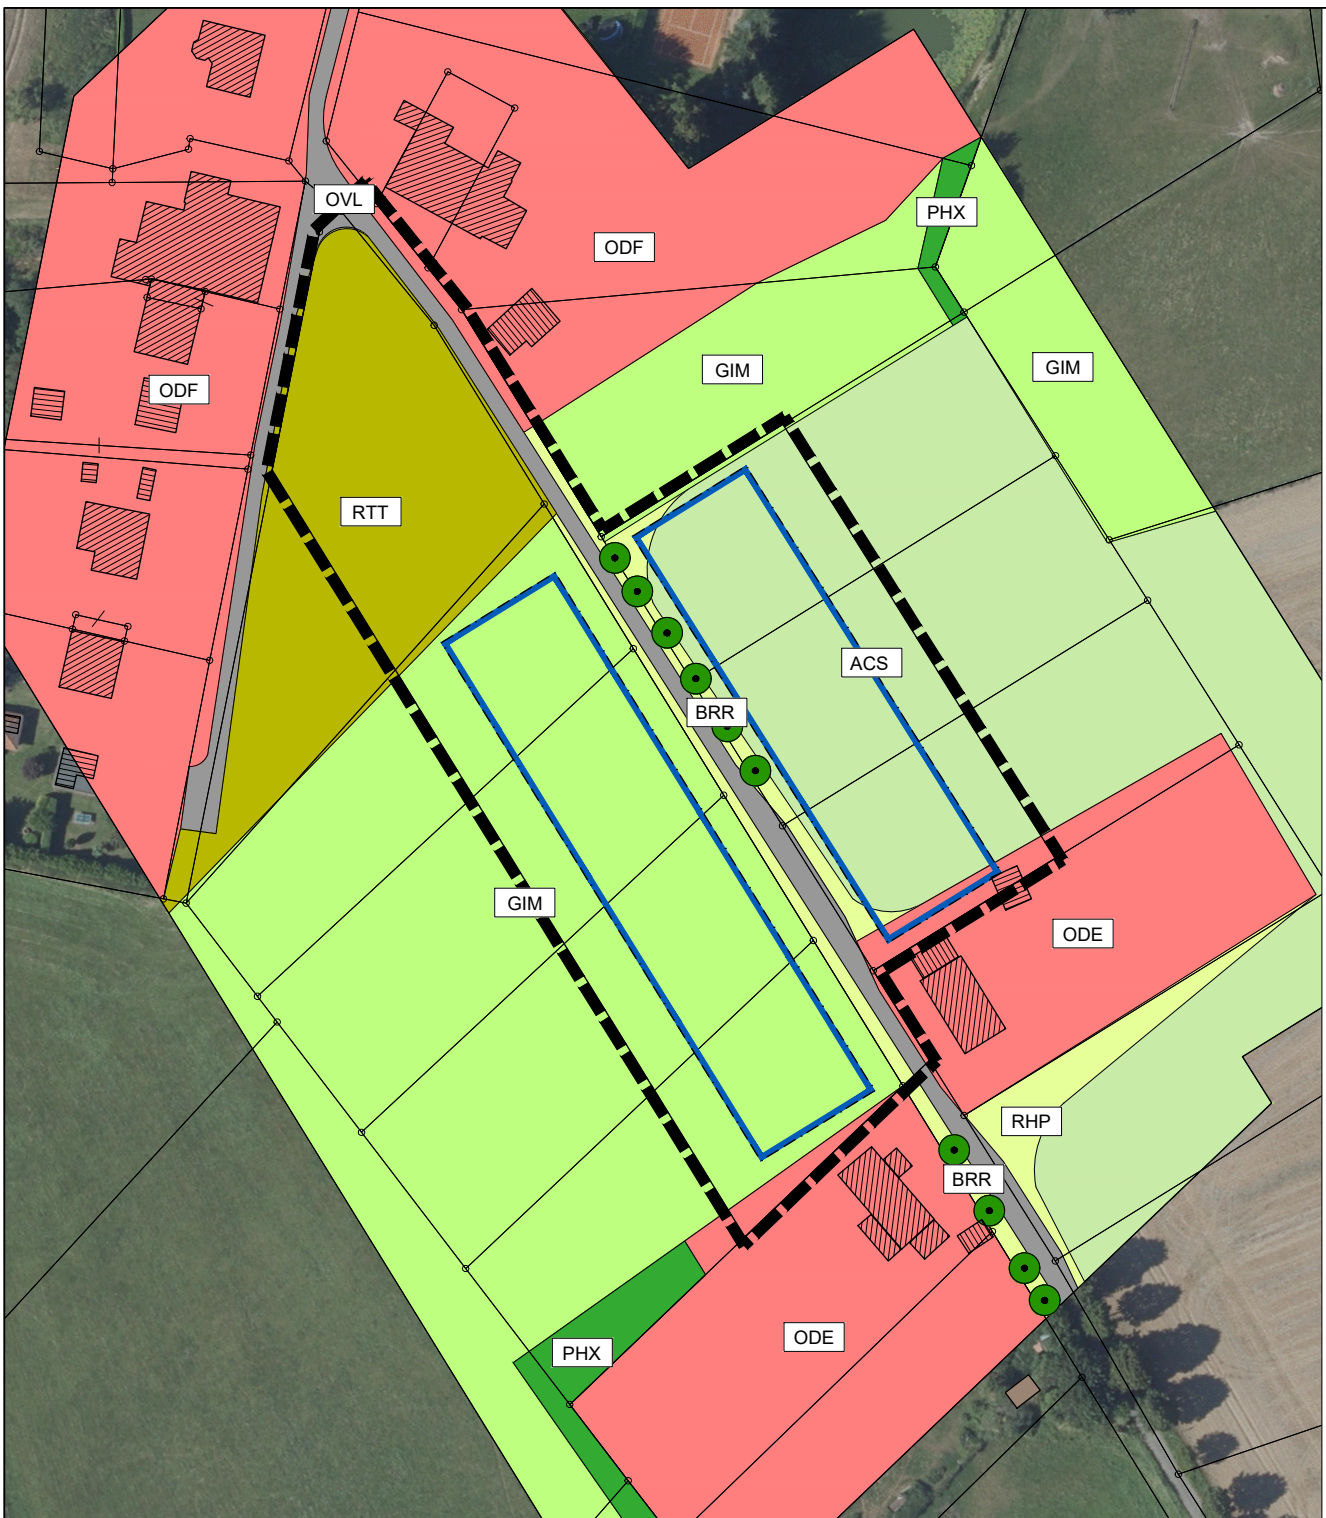 OVL
PHX
ODF
GIM
GIM
ODF
RTT
ACS
BRR
GIM
ODE
RHP
BRR
ODE
PHX